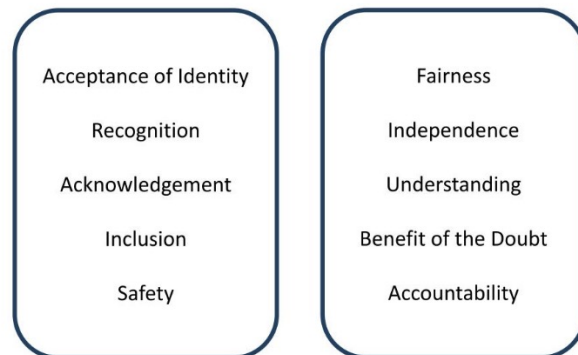 Acceptance of Identity
Recognition
Acknowledgement
Inclusion
Safety
Fairness
Independence
Understanding
Benefit of the Doubt
Accountability